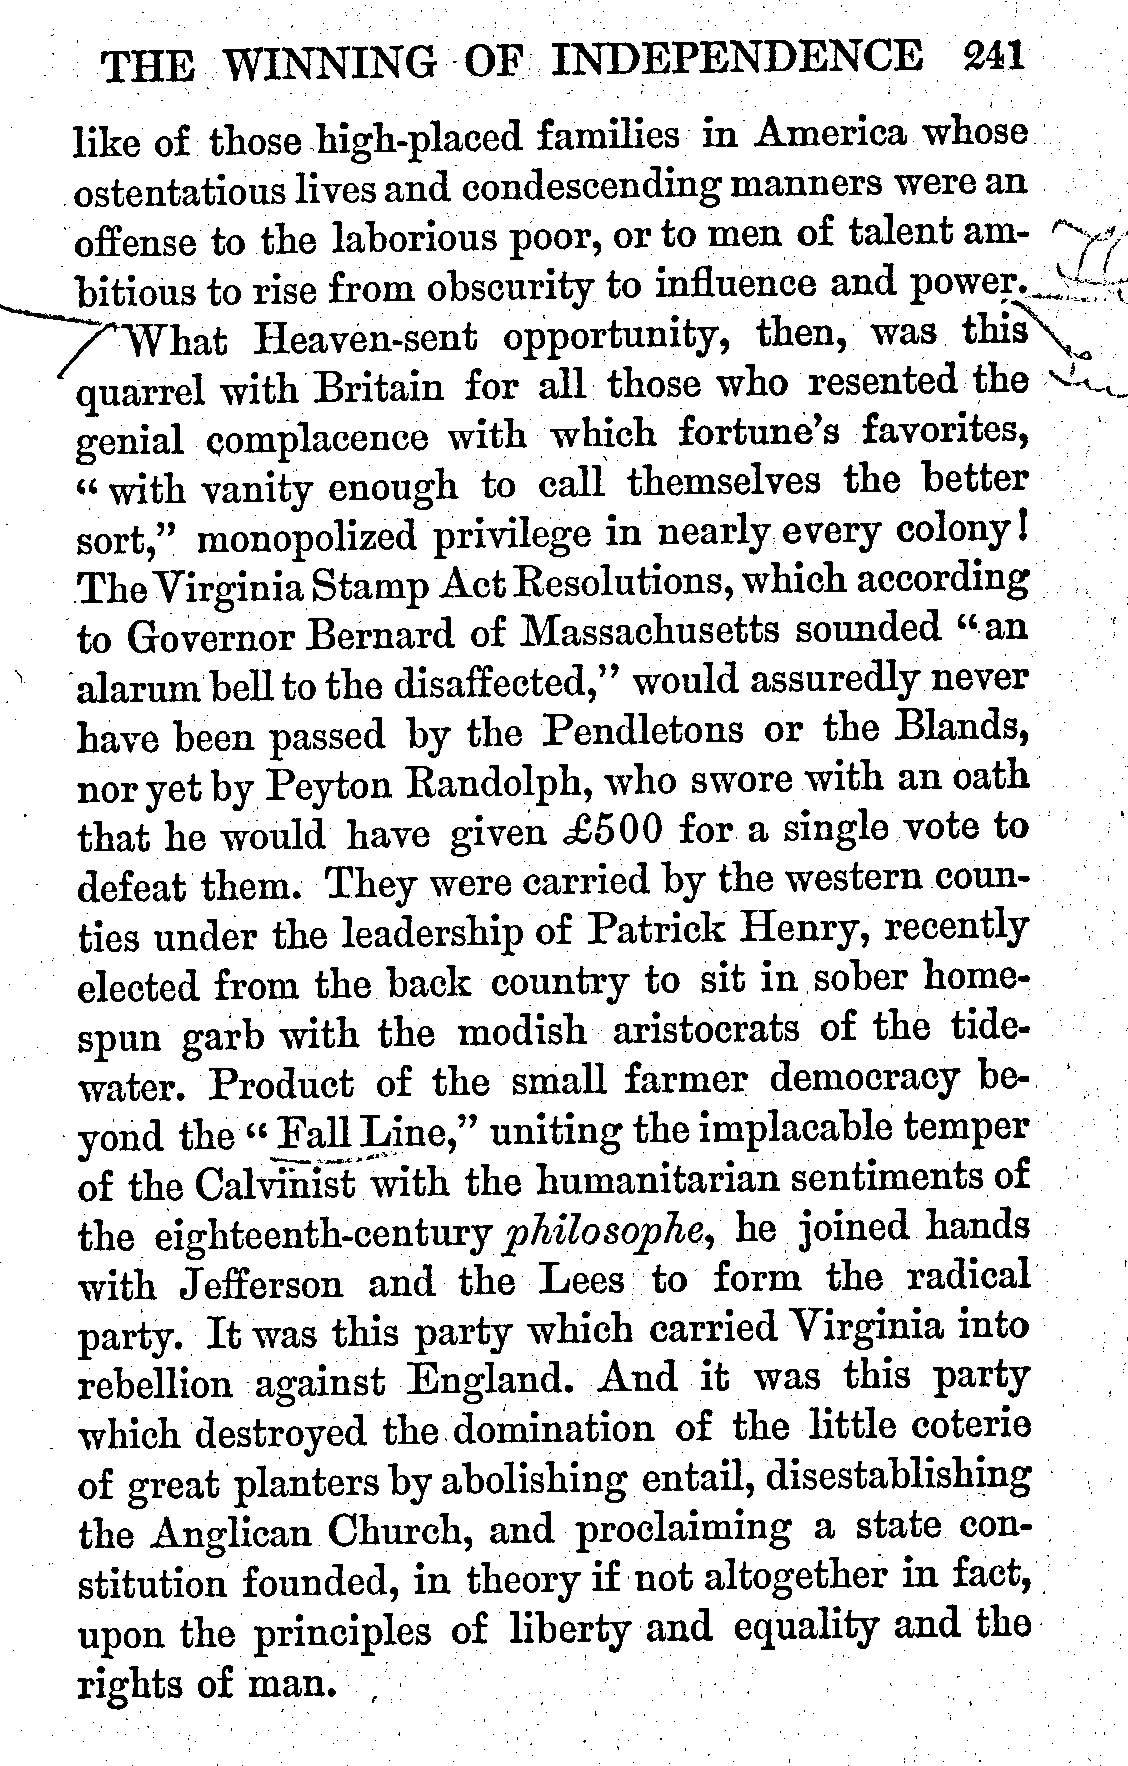 THE WINNING OF INDEPENDENCE 241
like of those high-placed families in America whose
ostentatious lives and condescending manners were an
offense to the laborious poor, or to men of talent am-
bitious to rise from obscurity to influence and power.
What Heaven-sent opportunity, then, was this
quarrel with Britain for all those who resented the
genial complacence with which fortune's favorites,
"with vanity enough to call themselves the better
sort," monopolized privilege in nearly every colony!
The Virginia Stamp Act Resolutions, which according
to Governor Bernard of Massachusetts sounded "an
alarum bell to the disaffected," would assuredly never
have been passed by the Pendletons or the Blands,
nor yet by Peyton Randolph, who swore with an oath
that he would have given £500 for a single vote to
defeat them. They were carried by the western coun-
ties under the leadership of Patrick Henry, recently
elected from the back country to sit in sober home-
spun garb with the modish aristocrats of the tide-
water. Product of the small farmer democracy be-
yond the "Fall Line," uniting the implacable temper
of the Calvinist with the humanitarian sentiments of
the eighteenth-century philosophe, he joined hands
with Jefferson and the Lees to form the radical
party. It was this party which carried Virginia into
rebellion against England. And it was this party
which destroyed the domination of the little coterie
of great planters by abolishing entail, disestablishing
the Anglican Church, and proclaiming a state con-
stitution founded, in theory if not altogether in fact,
upon the principles of liberty and equality and the
rights of man.